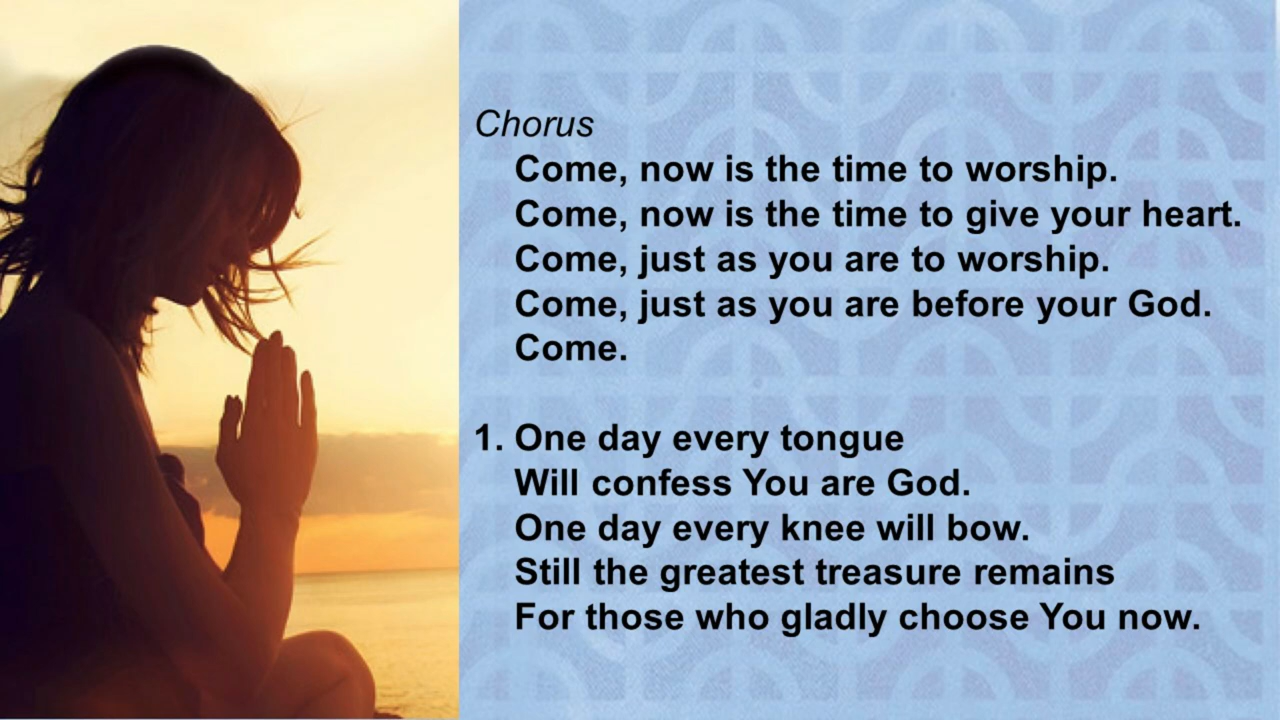 Chorus
Come, now is the time to worship.
Come, now is the time to give your heart.
Come, just as you are to worship.
Come, just as you are before your God.
Come.
1. One day every tongue
Will confess You are God.
One day every knee will bow.
Still the greatest treasure remains
For those who gladly choose You now.